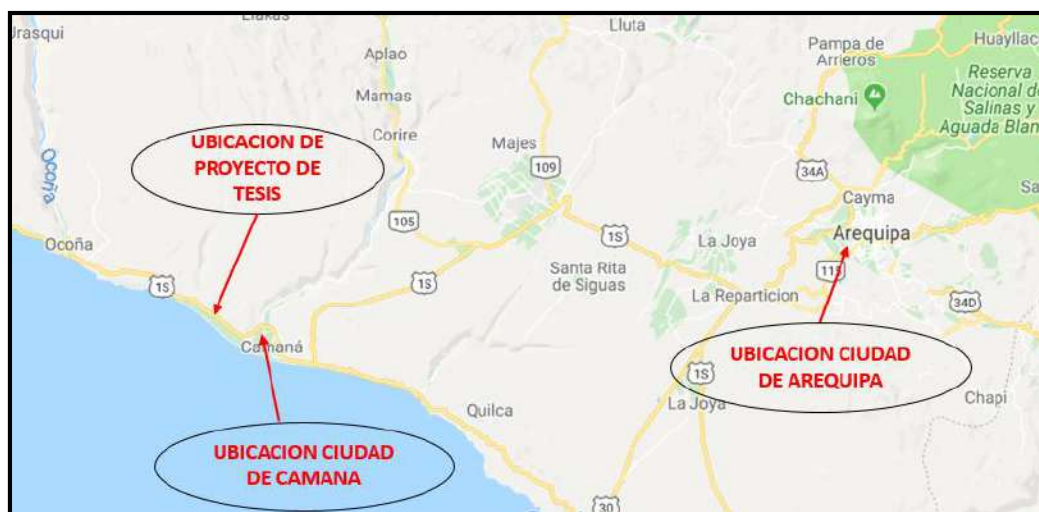 Urasqui
Lluta
Huayllac
Aplao
Pampa de
Arrieros
Reserva
Nacional de
Salinas y
Aguada Blan
Chachani
Mamas
Corire
UBICACION DE
PROYECTO DE
TESIS
Majes
109
34A
Ocoña
Cayma
105
1S
Arequipa
La Joya
Ocoña
Santa Rita
de Siguas
11S
1S
1S
La Reparticion
34D
Camaná
UBICACION CIUDAD
DE AREQUIPA
1S
La Joya
Chapi
Quilca
UBICACION CIUDAD
DE CAMANA
30